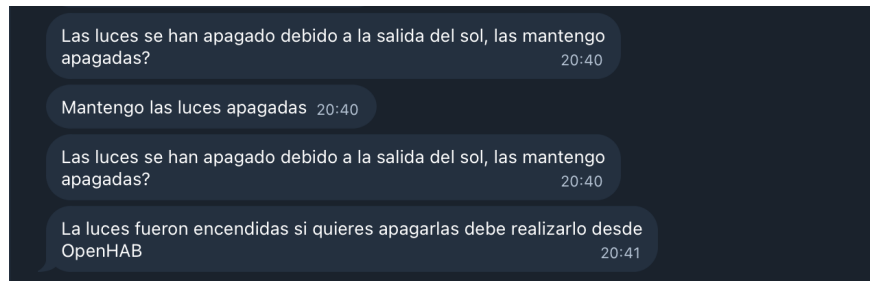 Las luces se han apagado debido a la salida del sol, las mantengo
apagadas?
20:40
Mantengo las luces apagadas 20:40
Las luces se han apagado debido a la salida del sol, las mantengo
apagadas?
20:40
La luces fueron encendidas si quieres apagarlas debe realizarlo desde
OpenHAB
20:41